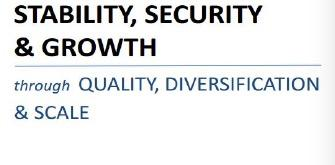 STABILITY, SECURITY
& GROWTH
through QUALITY, DIVERSIFICATION
& SCALE